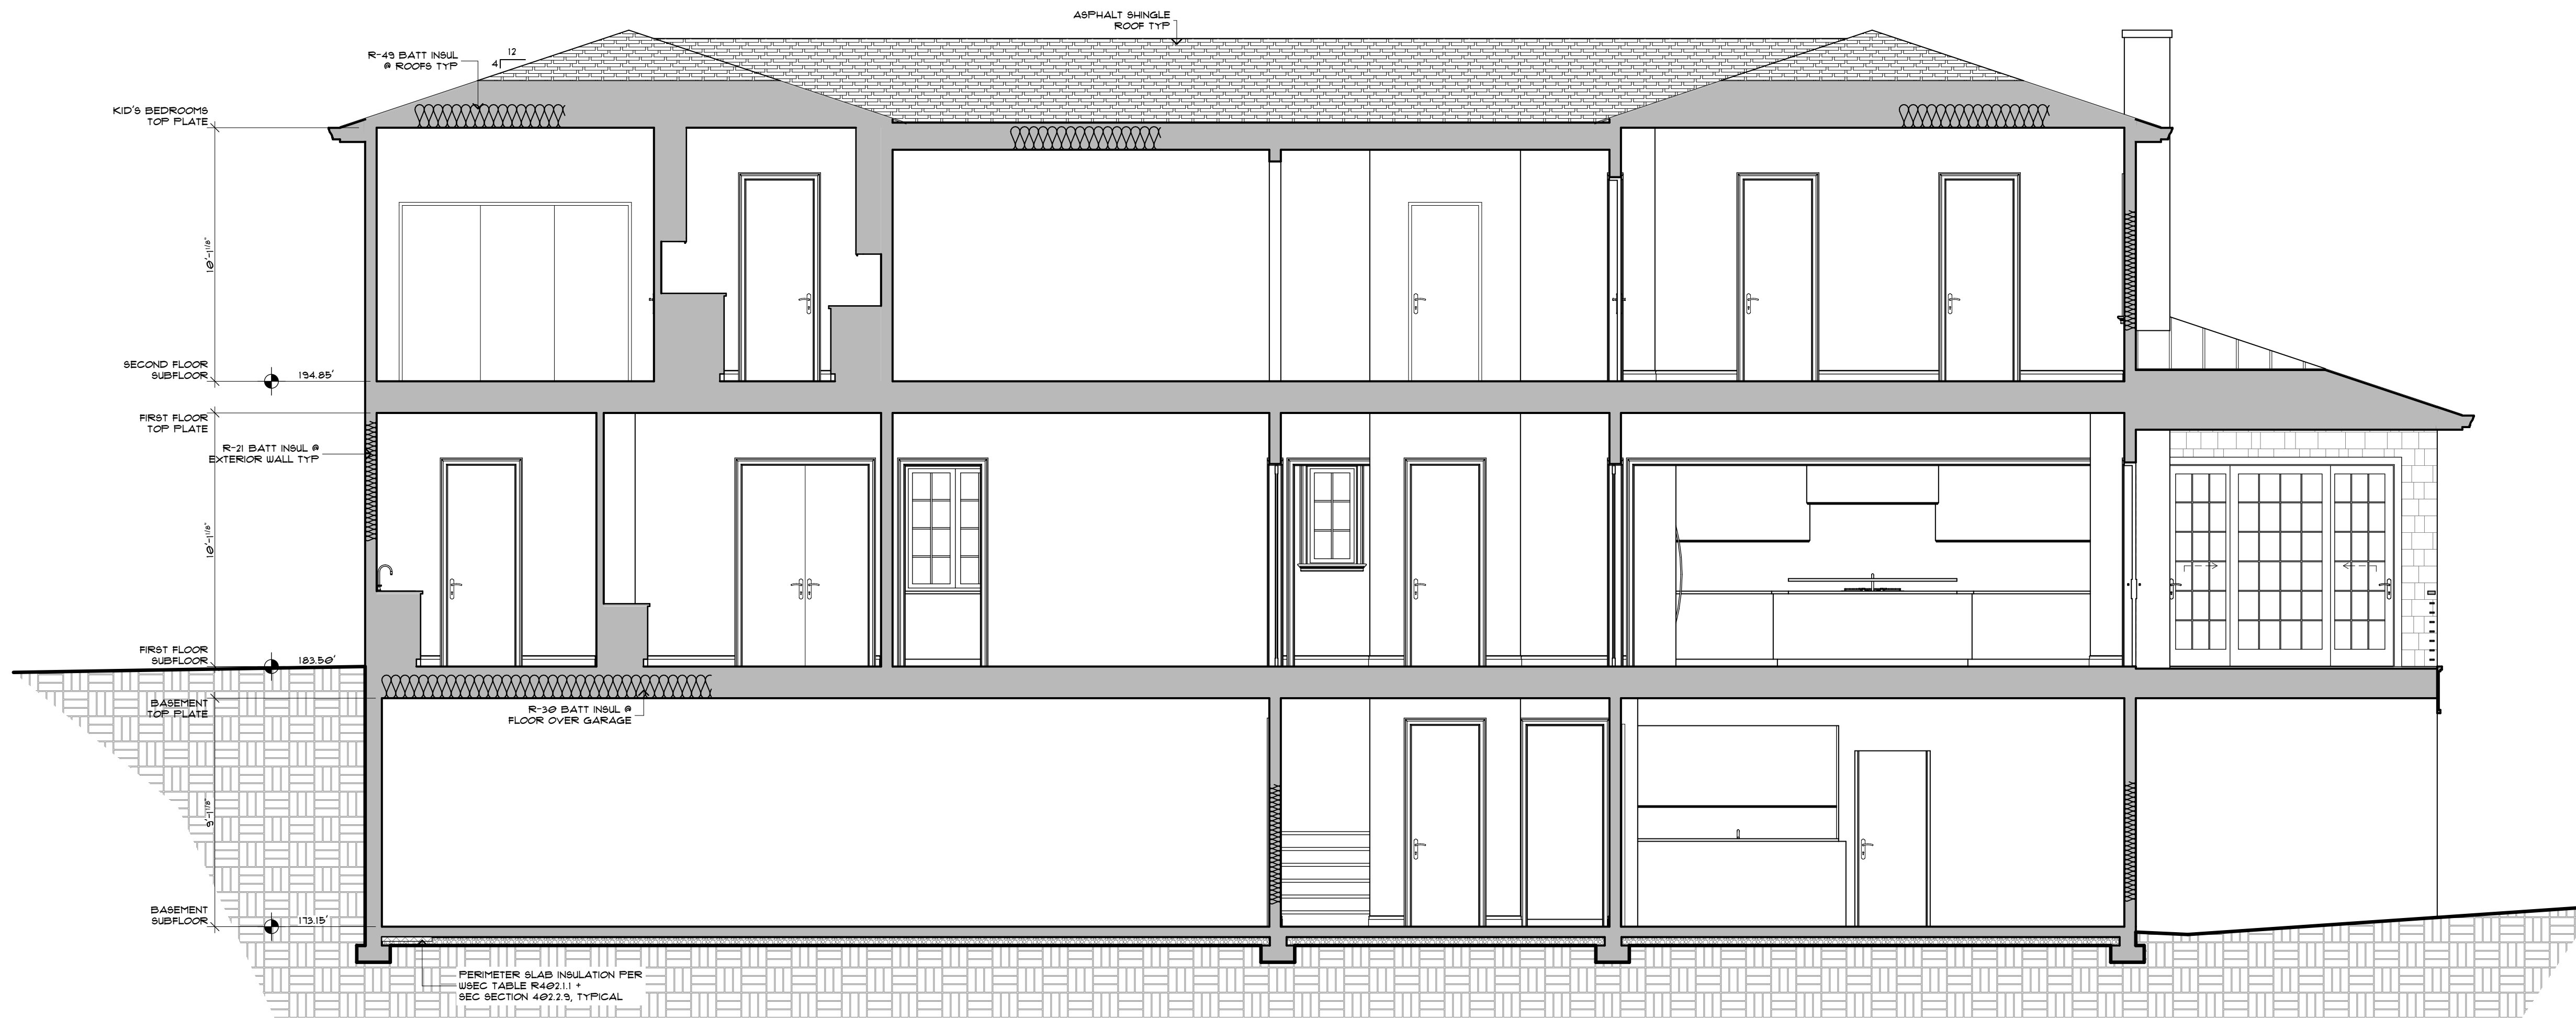 ASPHALT SHINGLE
ROOF TYP
R-49 BATT INSUL
@ ROOFS TYP
12
4
KID'S BEDROOMS
TOP PLATE
10'-1 1/8"
SECOND FLOOR
SUBFLOOR
194.85'
FIRST FLOOR
TOP PLATE
R-21 BATT INSUL @
EXTERIOR WALL TYP
10'-1 1/8"
FIRST FLOOR
SUBFLOOR
183.50'
BASEMENT
TOP PLATE
R-30 BATT INSUL @
FLOOR OVER GARAGE
9'-1 1/8"
BASEMENT
SUBFLOOR
173.15'
PERIMETER SLAB INSULATION PER
WSEC TABLE R402.1.1 +
SEC SECTION 402.2.9, TYPICAL